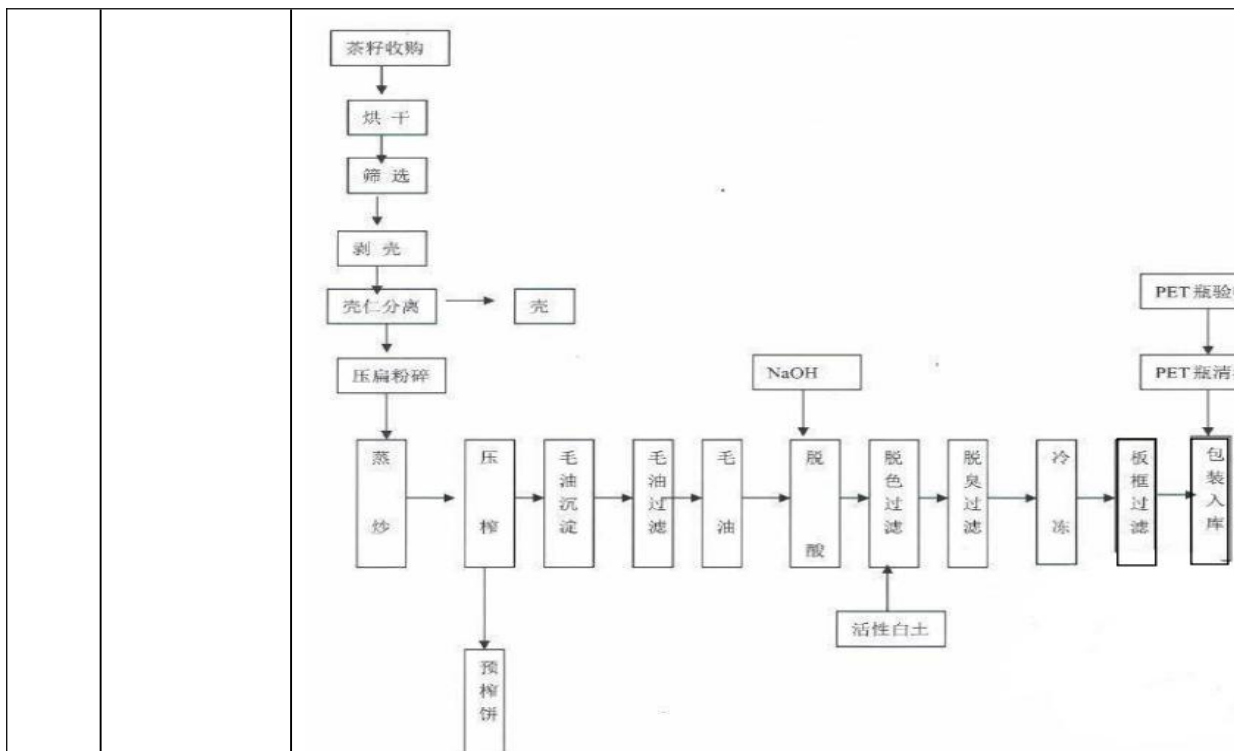 茶籽收购
烘干
筛选
剥壳
壳仁分离
壳
PET瓶验
压扁粉碎
NaOH
PET瓶清
蒸炒
压榨
毛油沉淀
毛油过滤
毛油
脱酸
脱色过滤
脱臭过滤
冷冻
板框过滤
包装入库
活性白土
预榨饼